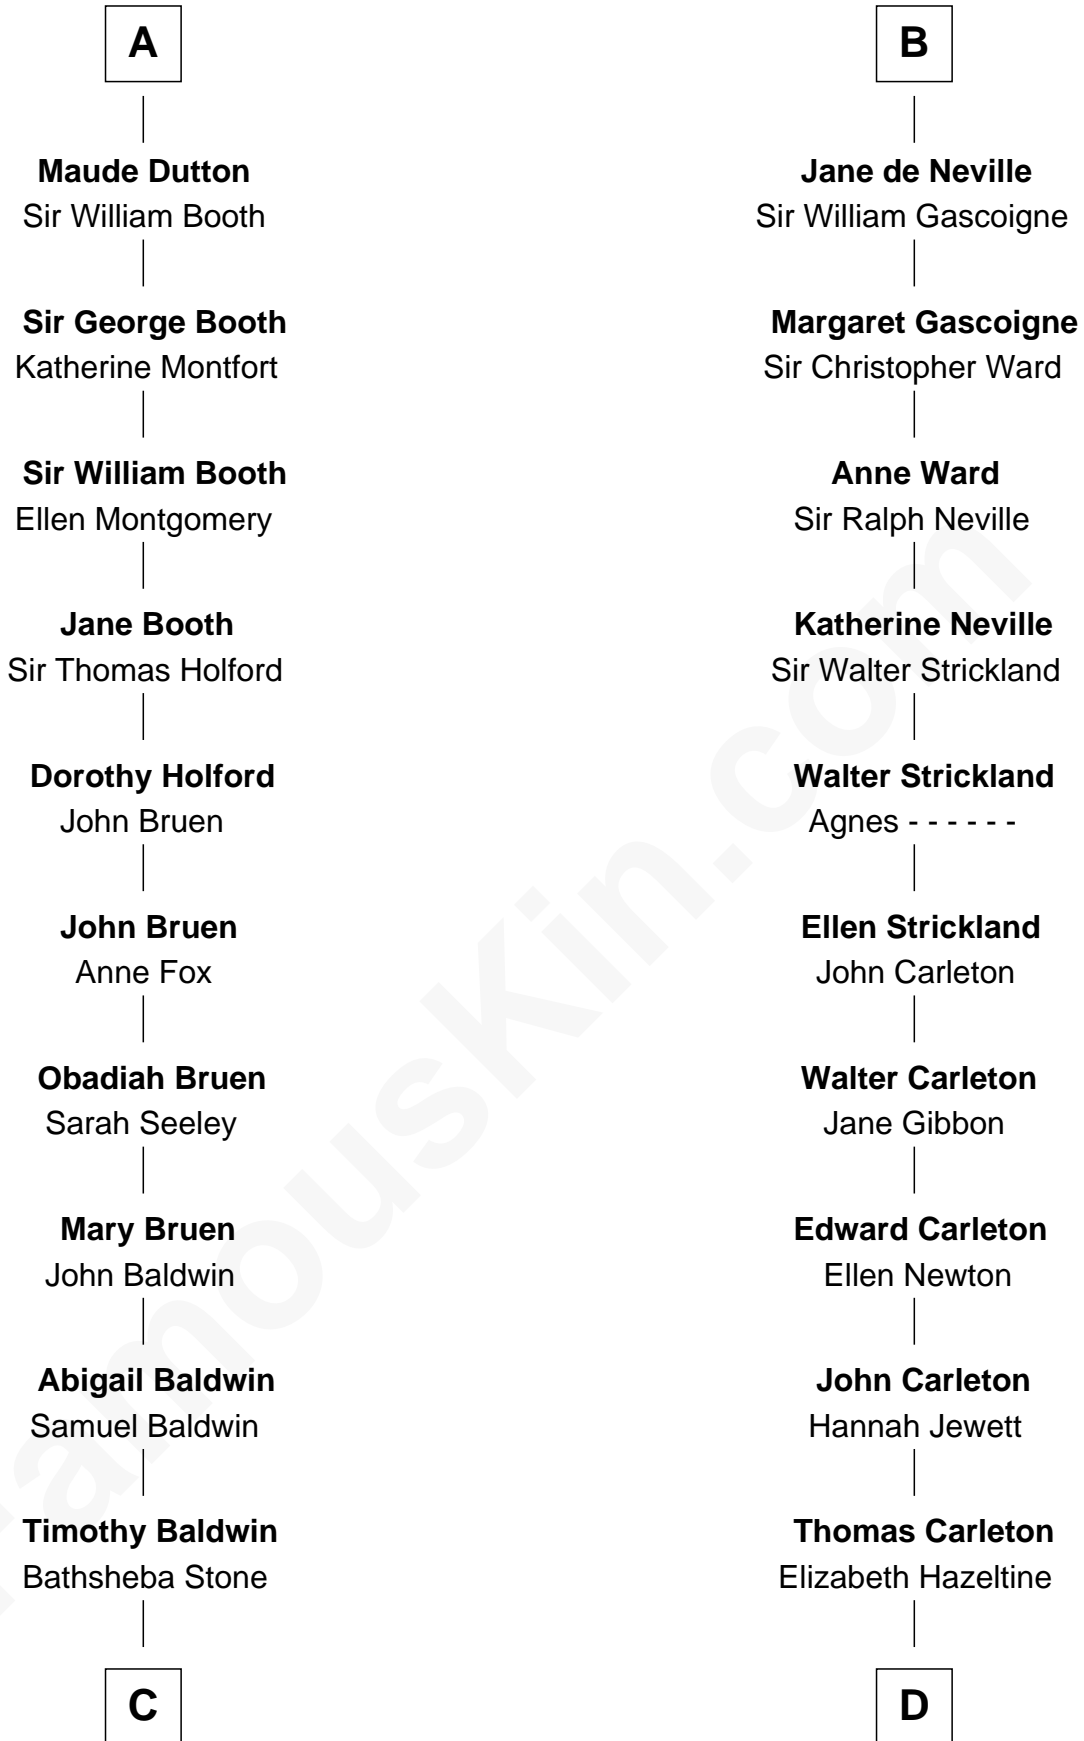 A
Maude Dutton
Sir William Booth
Sir George Booth
Katherine Montfort
Sir William Booth
Ellen Montgomery
Jane Booth
Sir Thomas Holford
Dorothy Holford
John Bruen
John Bruen
Anne Fox
Obadiah Bruen
Sarah Seeley
Mary Bruen
John Baldwin
Abigail Baldwin
Samuel Baldwin
Timothy Baldwin
Bathsheba Stone
C
B
Jane de Neville
Sir William Gascoigne
Margaret Gascoigne
Sir Christopher Ward
Anne Ward
Sir Ralph Neville
Katherine Neville
Sir Walter Strickland
Walter Strickland
Agnes - - - - - -
Ellen Strickland
John Carleton
Walter Carleton
Jane Gibbon
Edward Carleton
Ellen Newton
John Carleton
Hannah Jewett
Thomas Carleton
Elizabeth Hazeltine
D
FamousKin.com